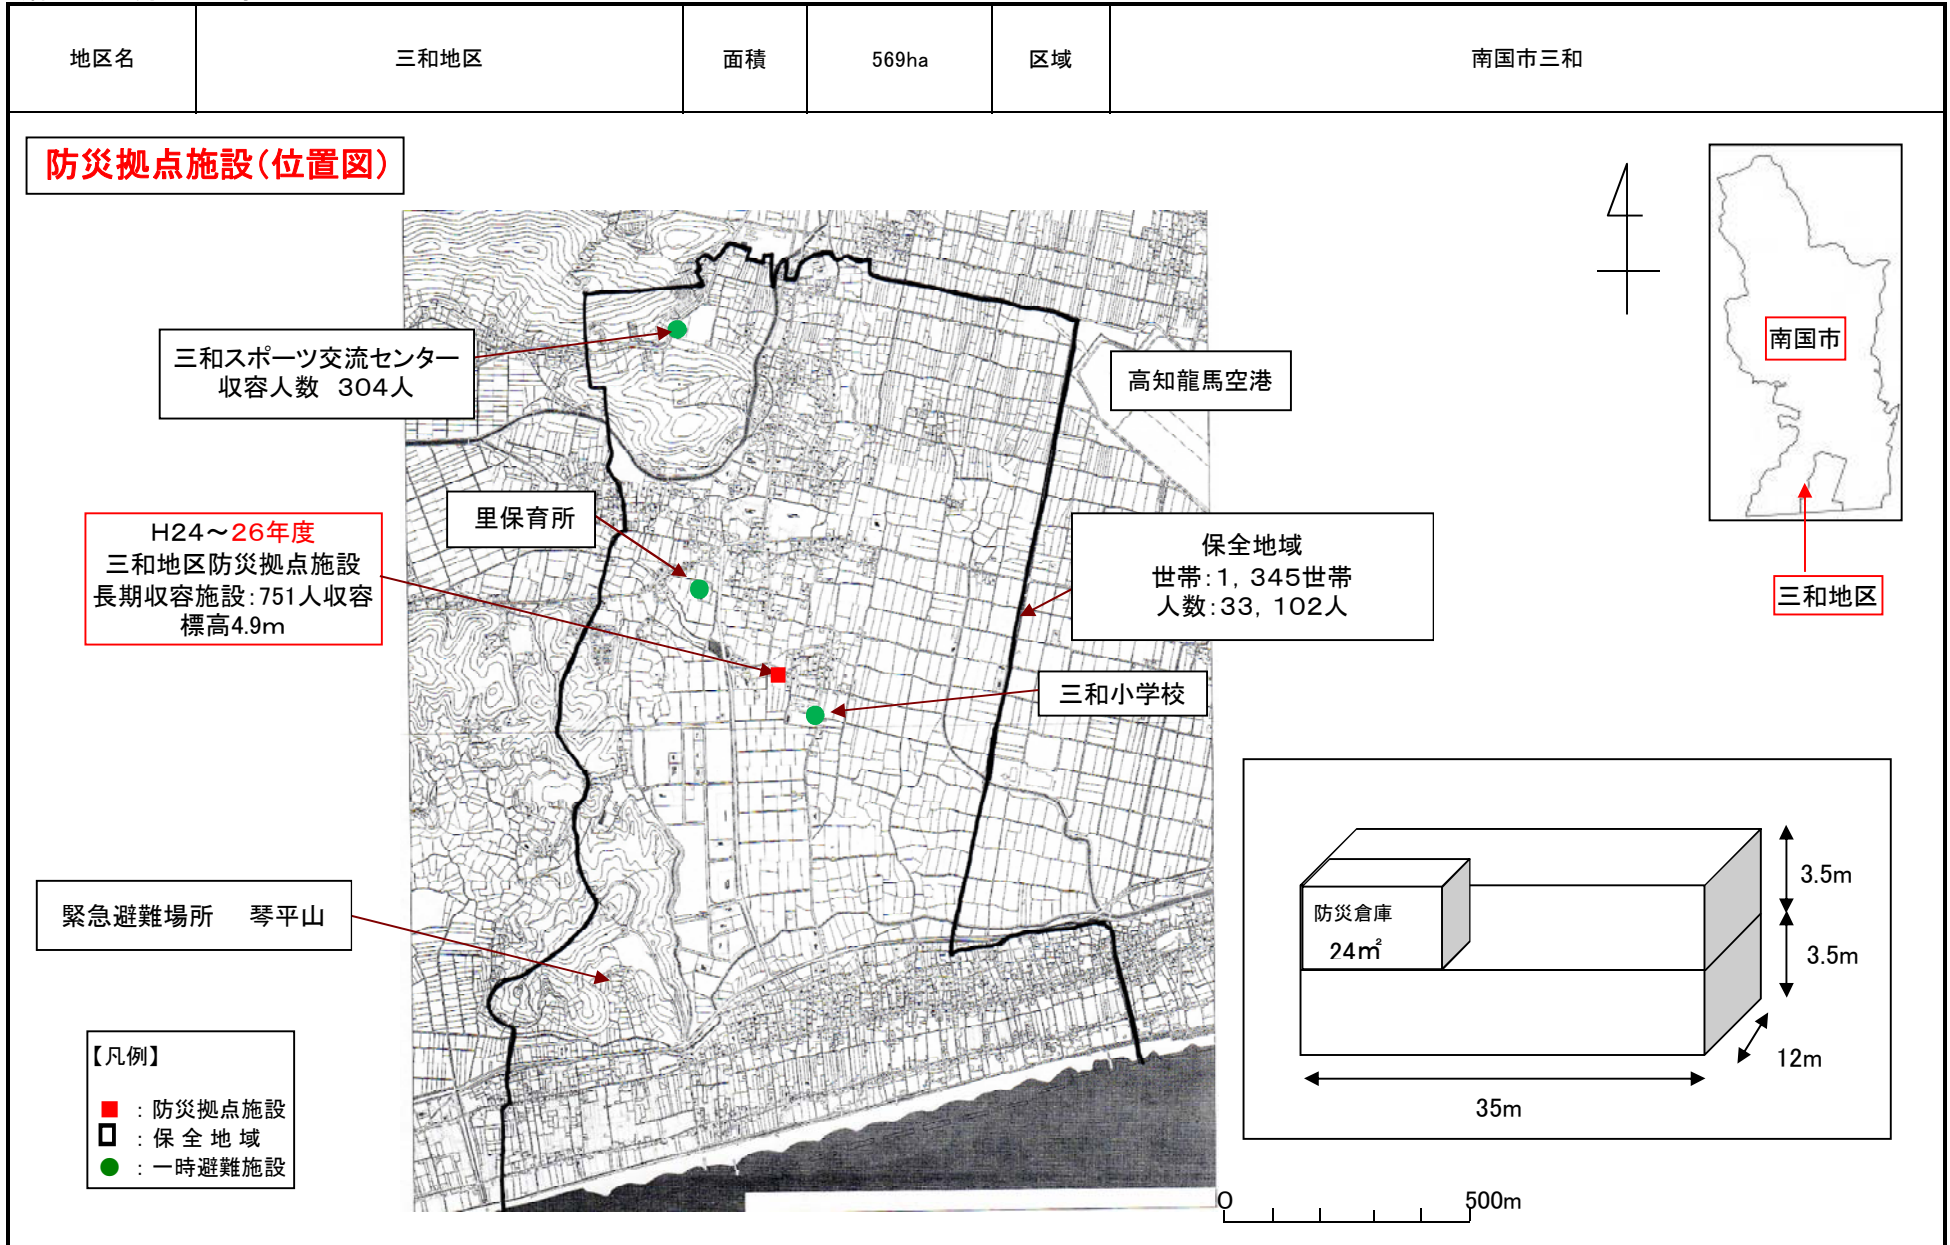 地区名 三和地区 面積 569ha 区域 南国市三和
防災拠点施設(位置図)
三和スポーツ交流センター
収容人数 304人
高知龍馬空港
南国市
里保育所
H24～26年度
三和地区防災拠点施設
長期収容施設:751人収容
標高4.9m
保全地域
世帯:1,345世帯
人数:33,102人
三和地区
三和小学校
緊急避難場所 琴平山
防災倉庫
24㎡
3.5m
3.5m
12m
35m
【凡例】
:防災拠点施設
:保全地域
:一時避難施設
0 500m